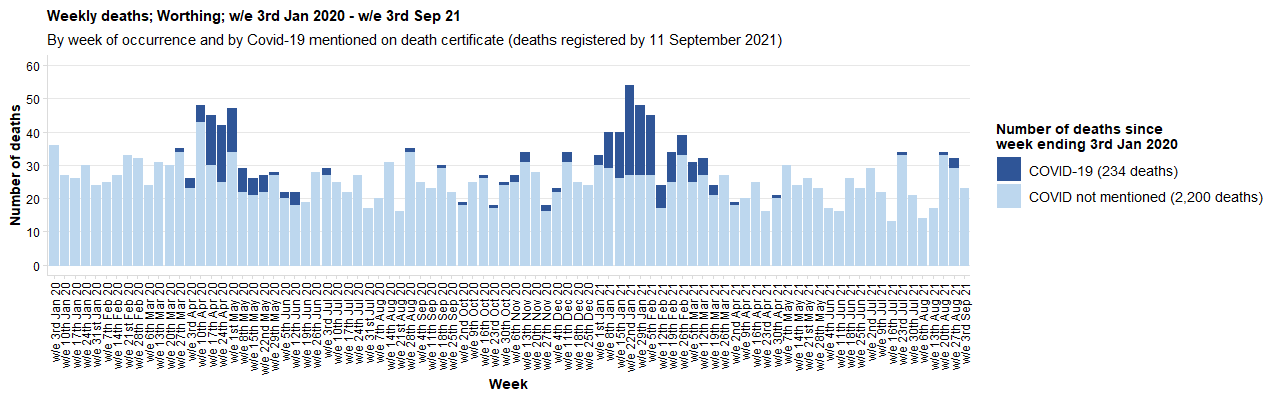 Weekly deaths; Worthing; w/e 3rd Jan 2020 - w/e 3rd Sep 21
By week of occurrence and by Covid-19 mentioned on death certificate (deaths registered by 11 September 2021)
60
50
40
30
20
10
0
Number of deaths
w/e 3rd Jan 20
w/e 10th Jan 20
w/e 17th Jan 20
w/e 24th Jan 20
w/e 31st Jan 20
w/e 7th Feb 20
w/e 14th Feb 20
w/e 21st Feb 20
w/e 28th Feb 20
w/e 6th Mar 20
w/e 13th Mar 20
w/e 20th Mar 20
w/e 27th Mar 20
w/e 3rd Apr 20
w/e 10th Apr 20
w/e 17th Apr 20
w/e 24th Apr 20
w/e 1st May 20
w/e 8th May 20
w/e 15th May 20
w/e 22nd May 20
w/e 29th May 20
w/e 5th Jun 20
w/e 12th Jun 20
w/e 19th Jun 20
w/e 26th Jun 20
w/e 3rd Jul 20
w/e 10th Jul 20
w/e 17th Jul 20
w/e 24th Jul 20
w/e 31st Jul 20
w/e 7th Aug 20
w/e 14th Aug 20
w/e 21st Aug 20
w/e 28th Aug 20
w/e 4th Sep 20
w/e 11th Sep 20
w/e 18th Sep 20
w/e 25th Sep 20
w/e 2nd Oct 20
w/e 9th Oct 20
w/e 16th Oct 20
w/e 23rd Oct 20
w/e 30th Oct 20
w/e 6th Nov 20
w/e 13th Nov 20
w/e 20th Nov 20
w/e 27th Nov 20
w/e 4th Dec 20
w/e 11th Dec 20
w/e 18th Dec 20
w/e 25th Dec 20
w/e 1st Jan 21
w/e 8th Jan 21
w/e 15th Jan 21
w/e 22nd Jan 21
w/e 29th Jan 21
w/e 5th Feb 21
w/e 12th Feb 21
w/e 19th Feb 21
w/e 26th Feb 21
w/e 5th Mar 21
w/e 12th Mar 21
w/e 19th Mar 21
w/e 26th Mar 21
w/e 2nd Apr 21
w/e 9th Apr 21
w/e 16th Apr 21
w/e 23rd Apr 21
w/e 30th Apr 21
w/e 7th May 21
w/e 14th May 21
w/e 21st May 21
w/e 28th May 21
w/e 4th Jun 21
w/e 11th Jun 21
w/e 18th Jun 21
w/e 25th Jun 21
w/e 2nd Jul 21
w/e 9th Jul 21
w/e 16th Jul 21
w/e 23rd Jul 21
w/e 30th Jul 21
w/e 6th Aug 21
w/e 13th Aug 21
w/e 20th Aug 21
w/e 27th Aug 21
w/e 3rd Sep 21
Week
Number of deaths since
week ending 3rd Jan 2020
COVID-19 (234 deaths)
COVID not mentioned (2,200 deaths)